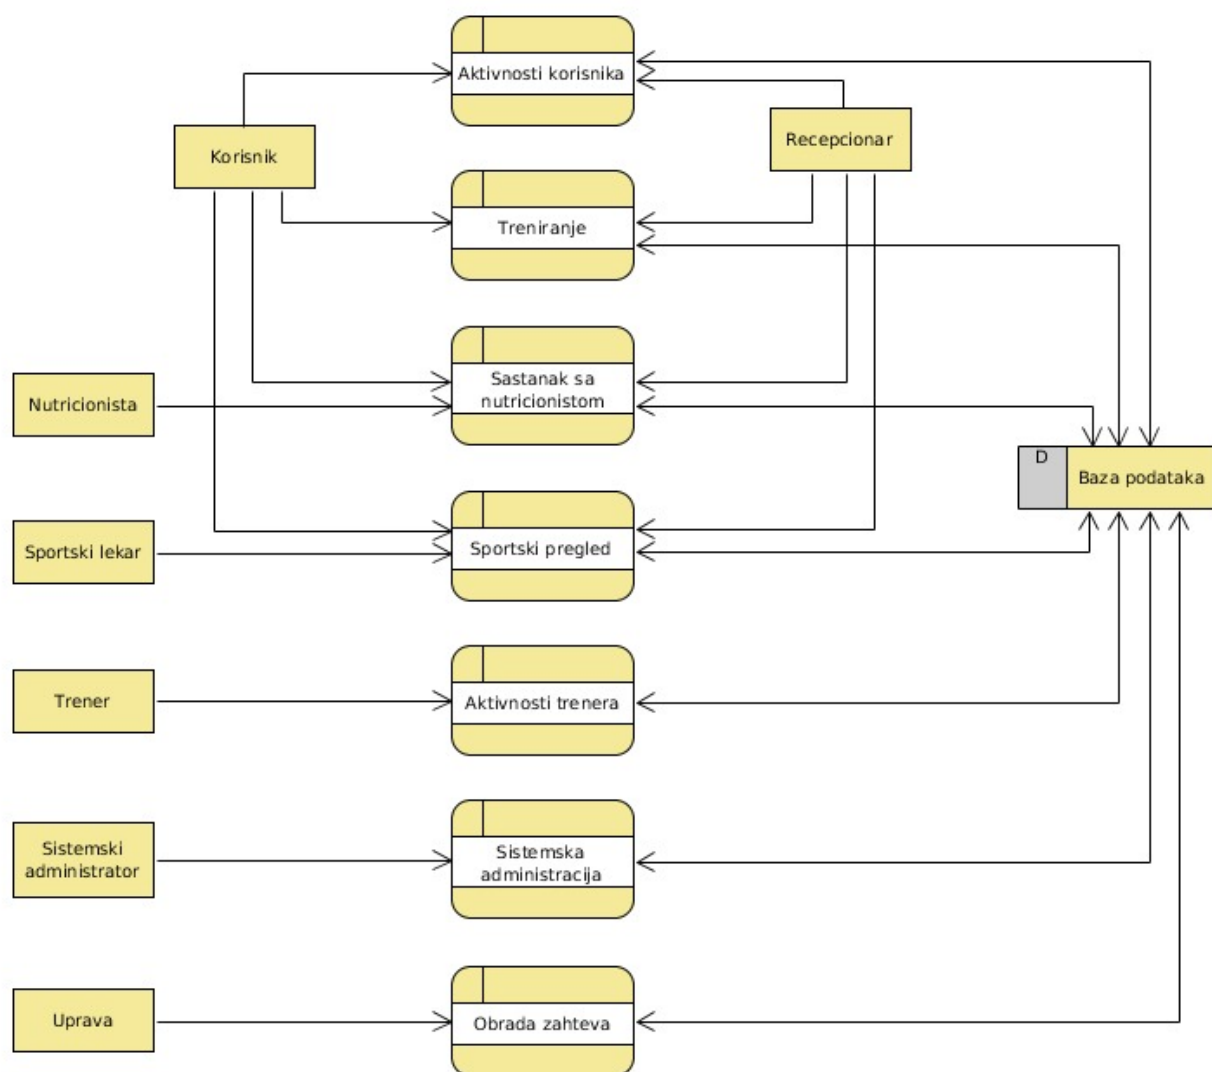 Aktivnosti korisnika
Korisnik
Recepcionar
Treniranje
Nutricionista
Sastanak sa
nutricionistom
D
Baza podataka
Sportski lekar
Sportski pregled
Trener
Aktivnosti trenera
Sistemski
administrator
Sistemska
administracija
Uprava
Obrada zahteva